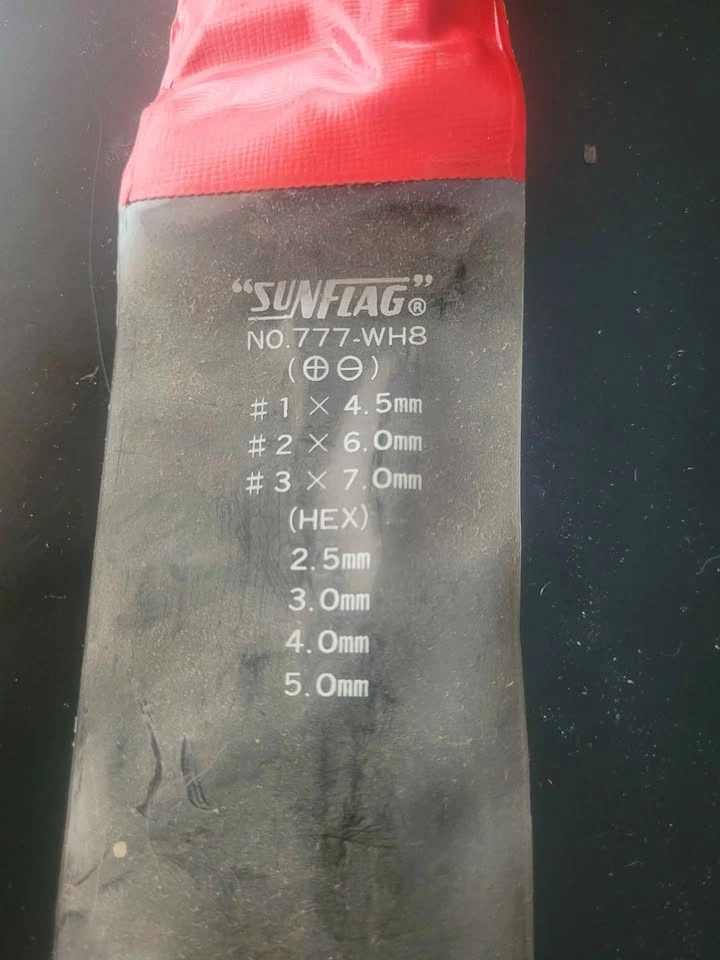 "SUNFLAG"®
NO.777-WH8
(⊕⊖)
#1 × 4.5mm
#2 × 6.0mm
#3 × 7.0mm
(HEX)
2.5mm
3.0mm
4.0mm
5.0mm